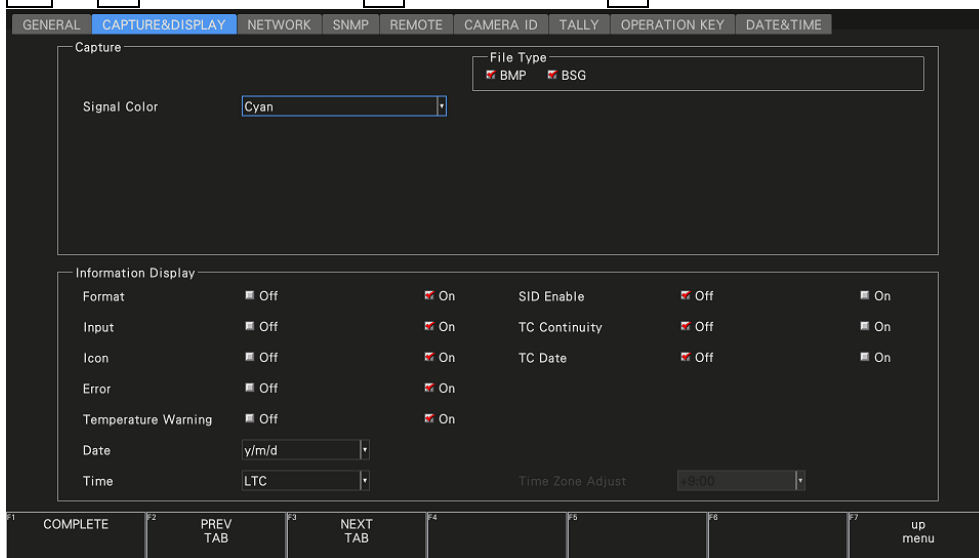 GENERAL CAPTURE&DISPLAY NETWORK SNMP REMOTE CAMERA ID TALLY OPERATION KEY DATE&TIME
Capture
File Type
BMP BSG
Signal Color Cyan
Information Display
Format Off On SID Enable Off On
Input Off On TC Continuity Off On
Icon Off On TC Date Off On
Error Off On
Temperature Warning Off On
Date y/m/d
Time LTC Time Zone Adjust +9:00
F1 COMPLETE F2 PREV F3 NEXT F4 F5 F6 F7 up
TAB TAB menu